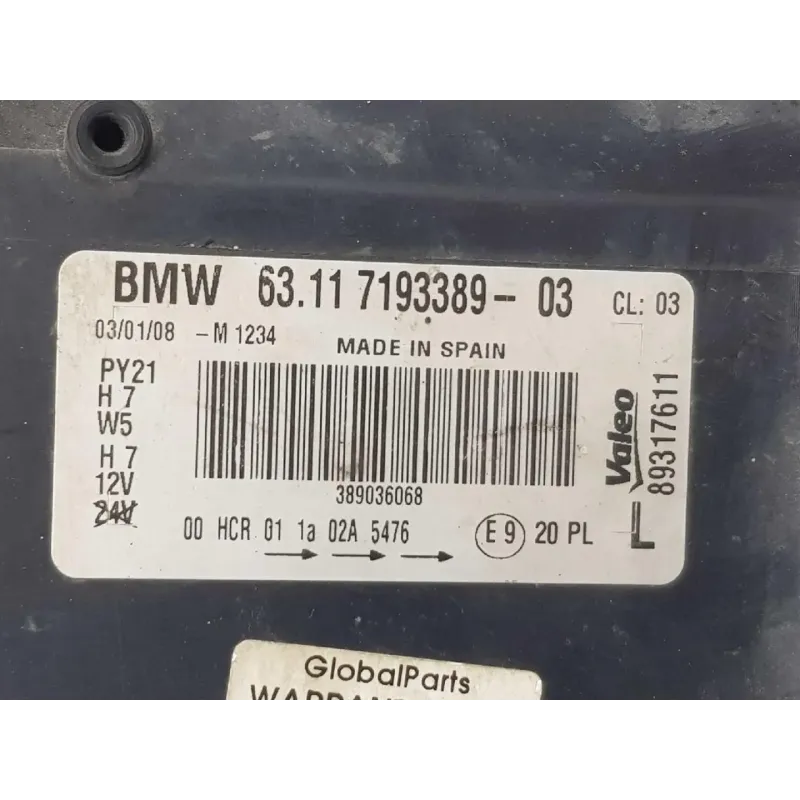 BMW 63.11 7193389- 03 CL: 03
03/01/08 -M 1234
MADE IN SPAIN
PY21
H 7
W5
H 7
12V
24V
389036068
00 HCR 01 1a 02A 5476 E 9 20 PL
Valeo
89317611
L
GlobalParts